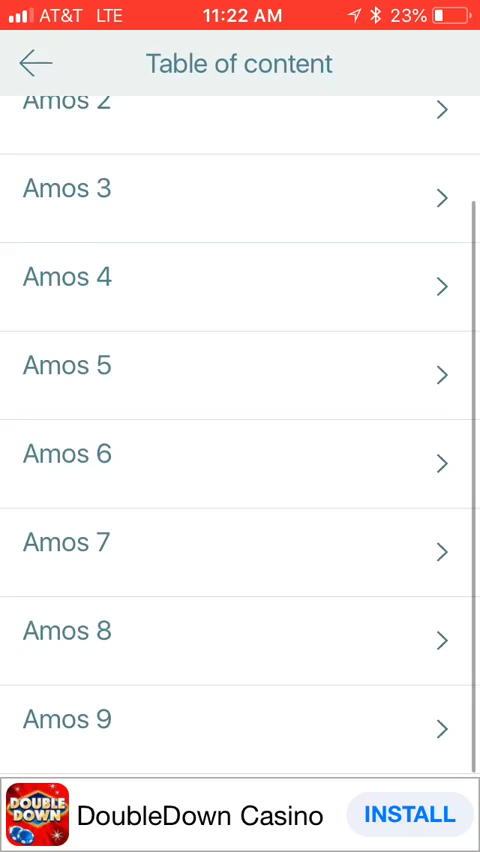 AT&T LTE 11:22 AM 23%
Table of content
Amos 2
Amos 3
Amos 4
Amos 5
Amos 6
Amos 7
Amos 8
Amos 9
DOUBLE
DOWN
DoubleDown Casino
INSTALL